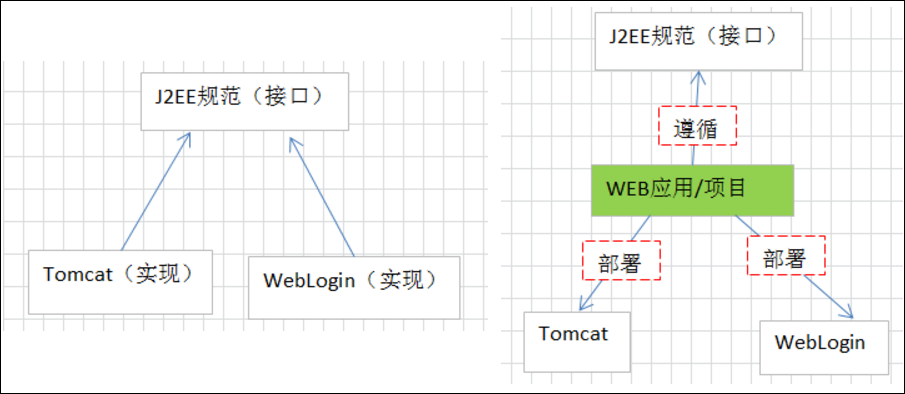 J2EE规范（接口）
Tomcat（实现）
WebLogin（实现）
J2EE规范（接口）
遵循
WEB应用/项目
部署
部署
Tomcat
WebLogin